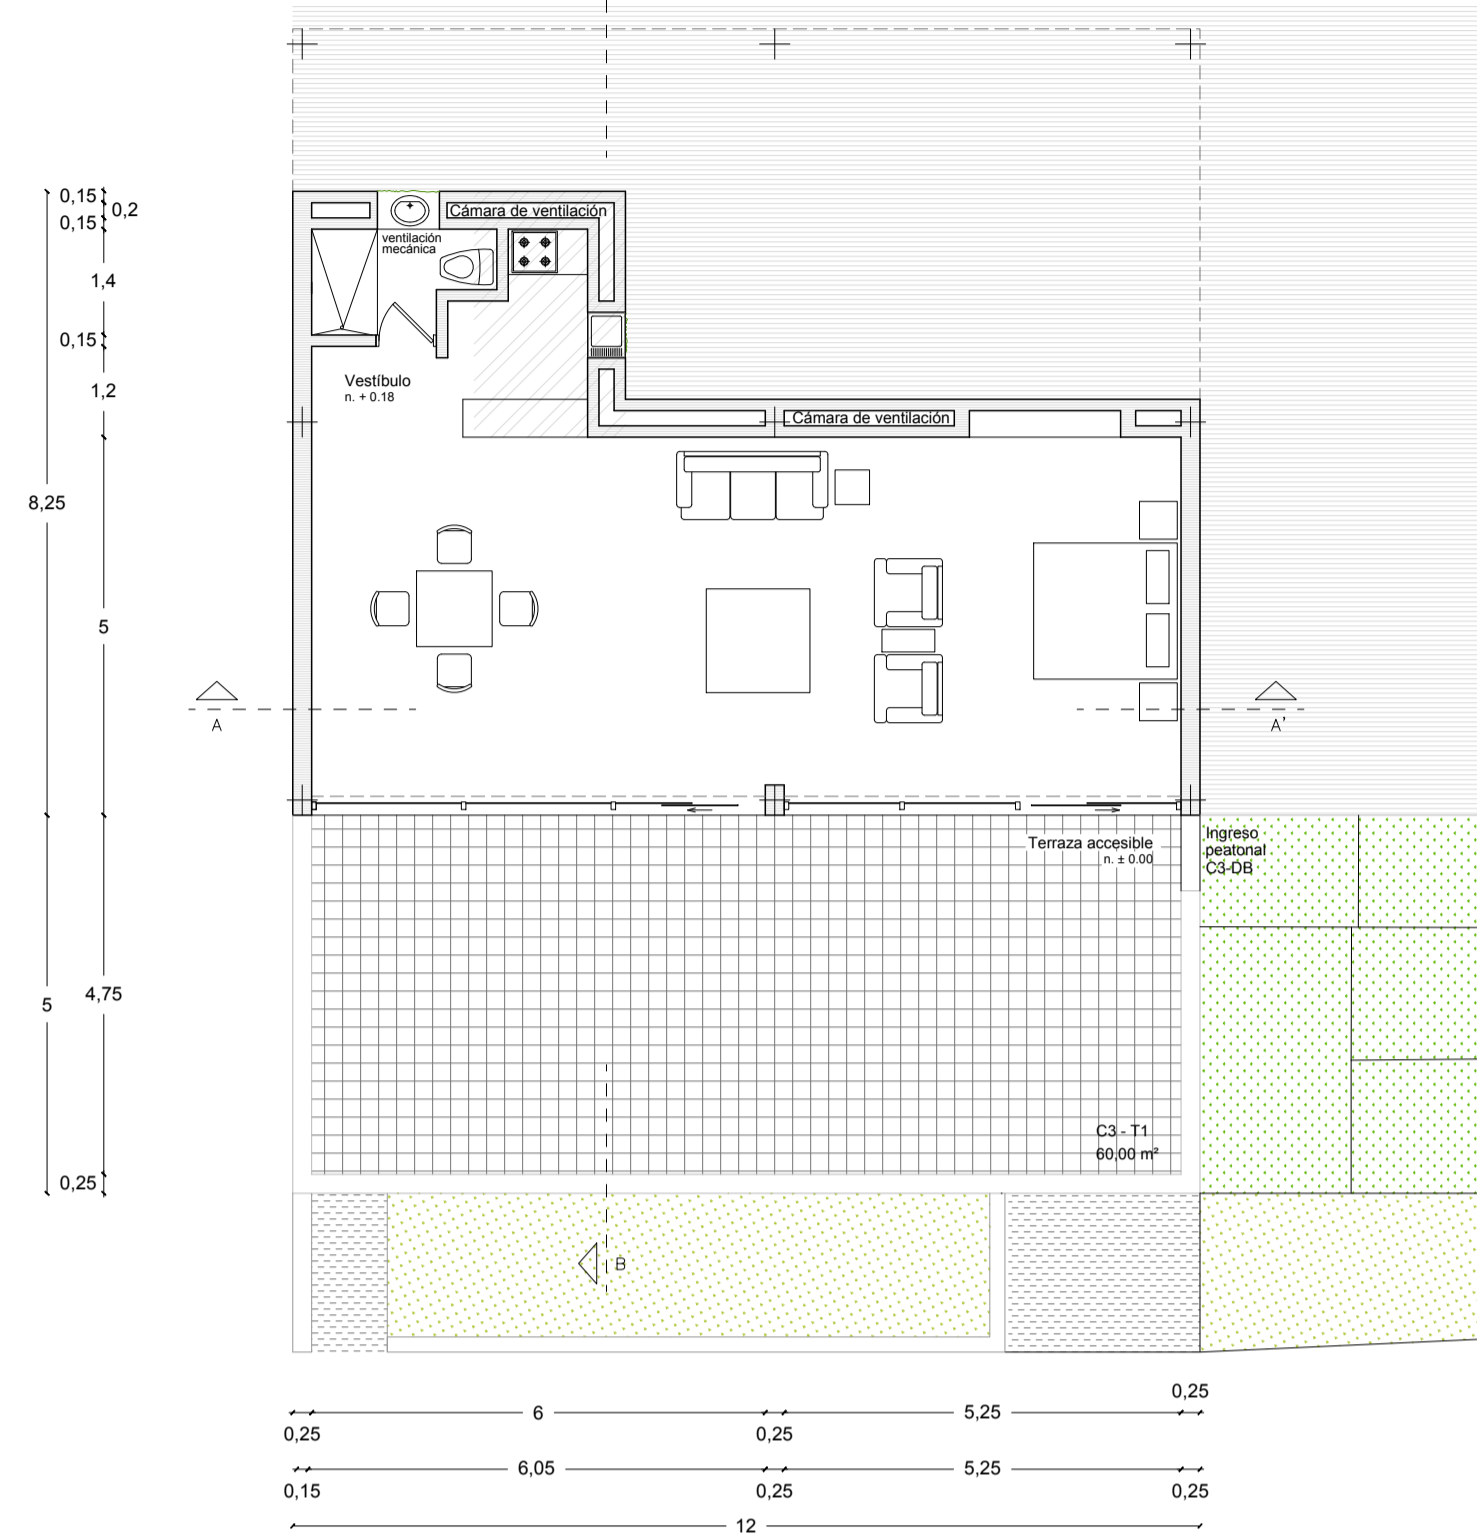 0,15
0,2
0,15
1,4
0,15
1,2
8,25
5
5
4,75
0,25
Cámara de ventilación
ventilación
mecánica
Vestíbulo
n. + 0.18
Cámara de ventilación
A
A'
Terraza accesible
n. ± 0.00
Ingreso
peatonal
C3-DB
C3 - T1
60,00 m²
B
0,25
6
5,25
0,25
0,25
6,05
5,25
0,15
0,25
0,25
12